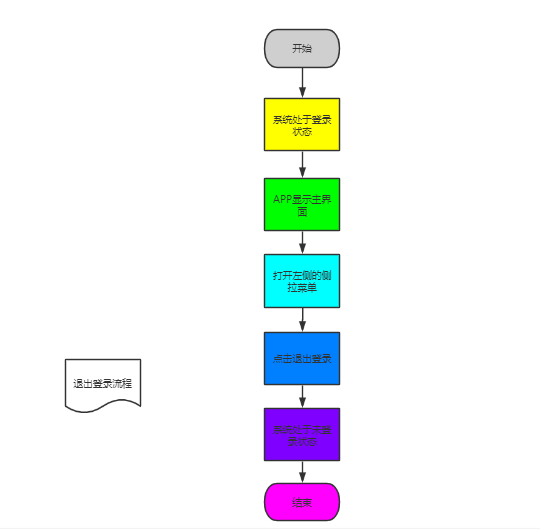 开始
系统处于登录
状态
APP显示主界
面
打开左侧的侧
拉菜单
点击退出登录
退出登录流程
系统处于未登
录状态
结束